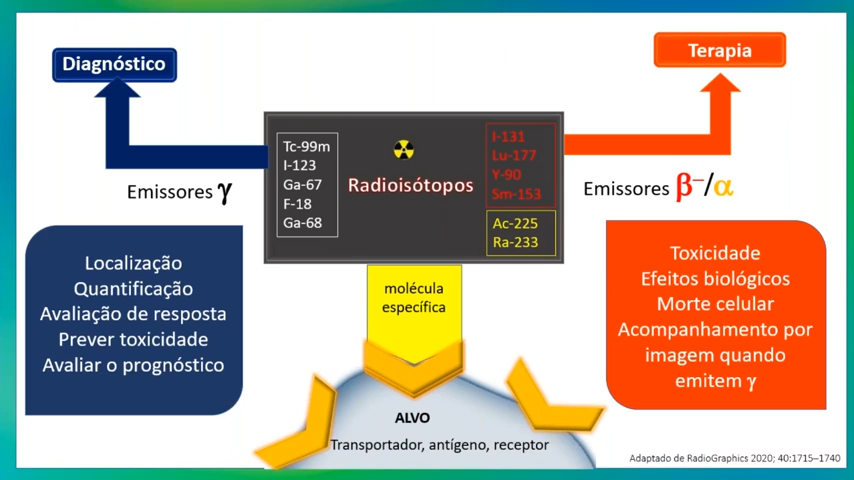 Diagnóstico
Terapia
Tc-99m
I-123
Ga-67
F-18
Ga-68
Radioisótopos
I-131
Lu-177
Y-90
Sm-153
Ac-225
Ra-233
Emissores γ
Emissores β⁻/α
Localização
Quantificação
Avaliação de resposta
Prever toxicidade
Avaliar o prognóstico
molécula
específica
Toxicidade
Efeitos biológicos
Morte celular
Acompanhamento por
imagem quando
emitem γ
ALVO
Transportador, antígeno, receptor
Adaptado de RadioGraphics 2020; 40:1715–1740